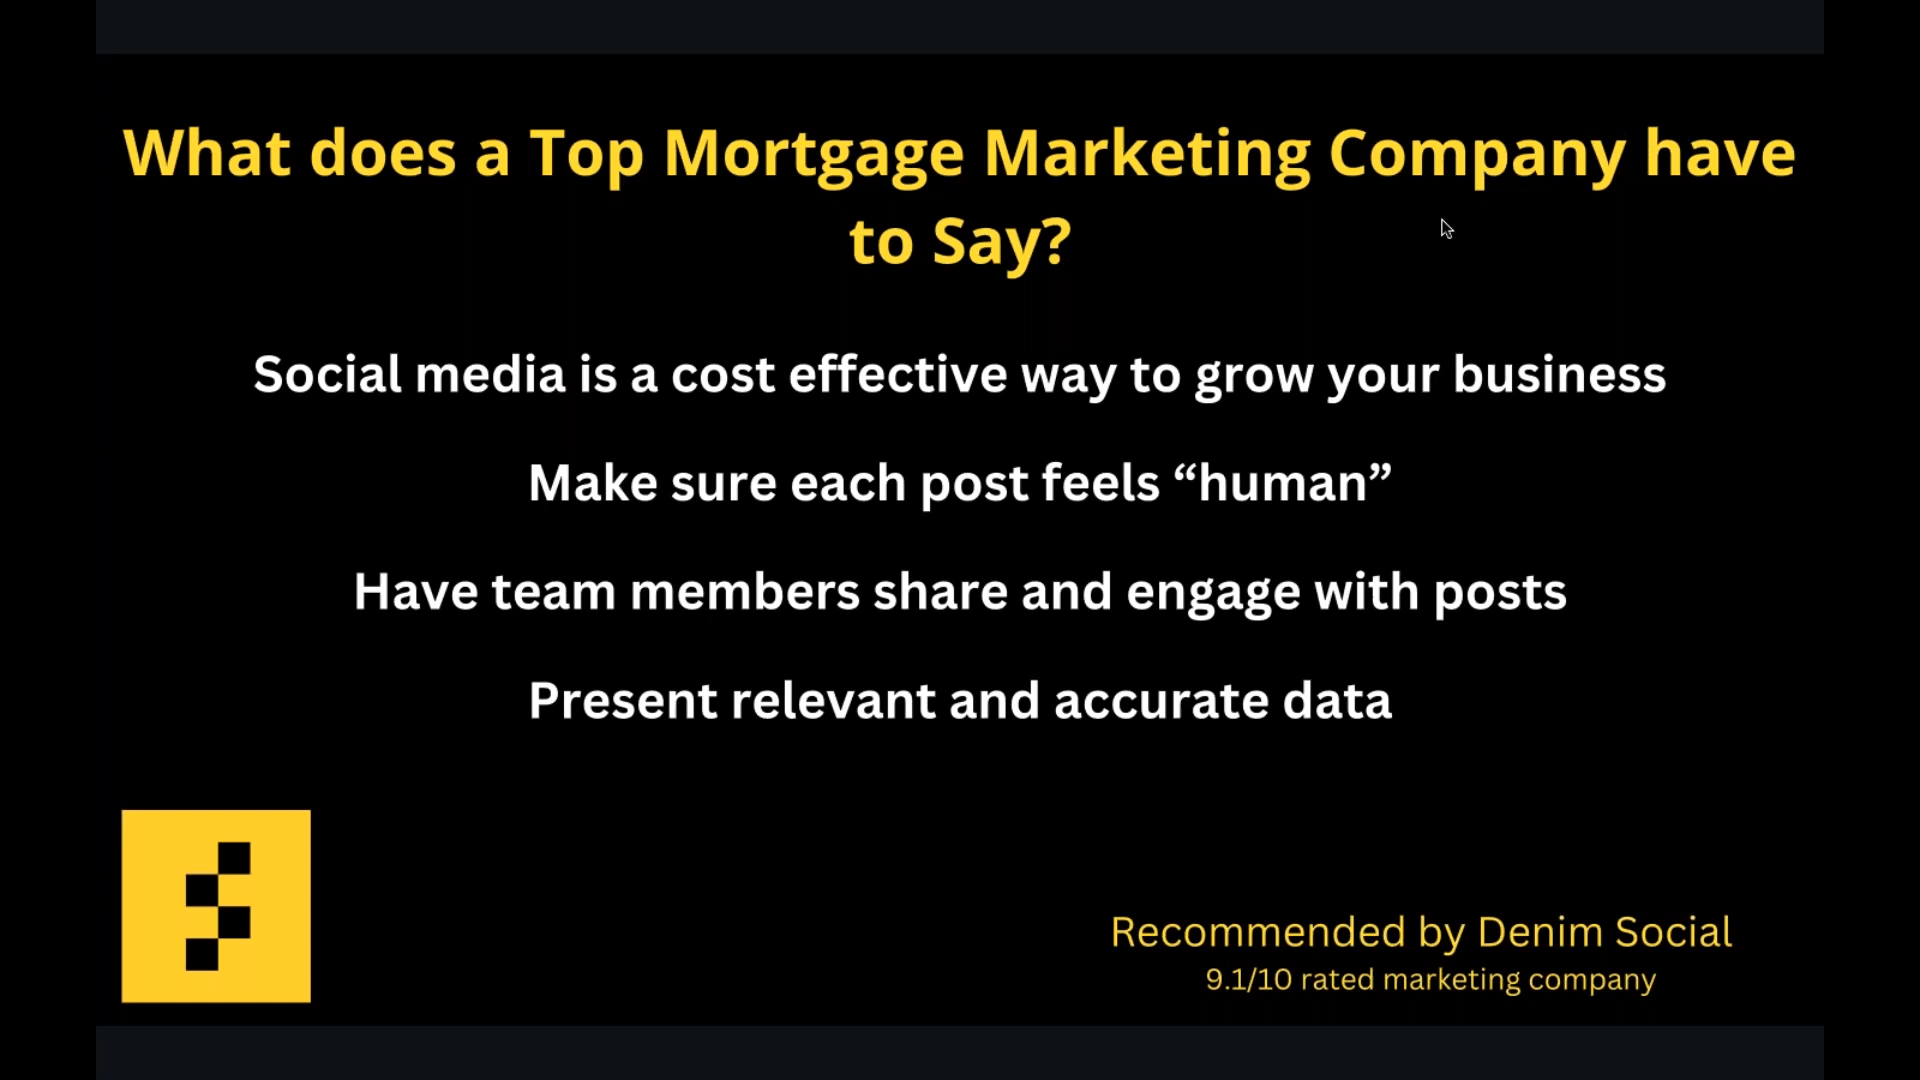 What does a Top Mortgage Marketing Company have
to Say?
Social media is a cost effective way to grow your business
Make sure each post feels “human”
Have team members share and engage with posts
Present relevant and accurate data
Recommended by Denim Social
9.1/10 rated marketing company